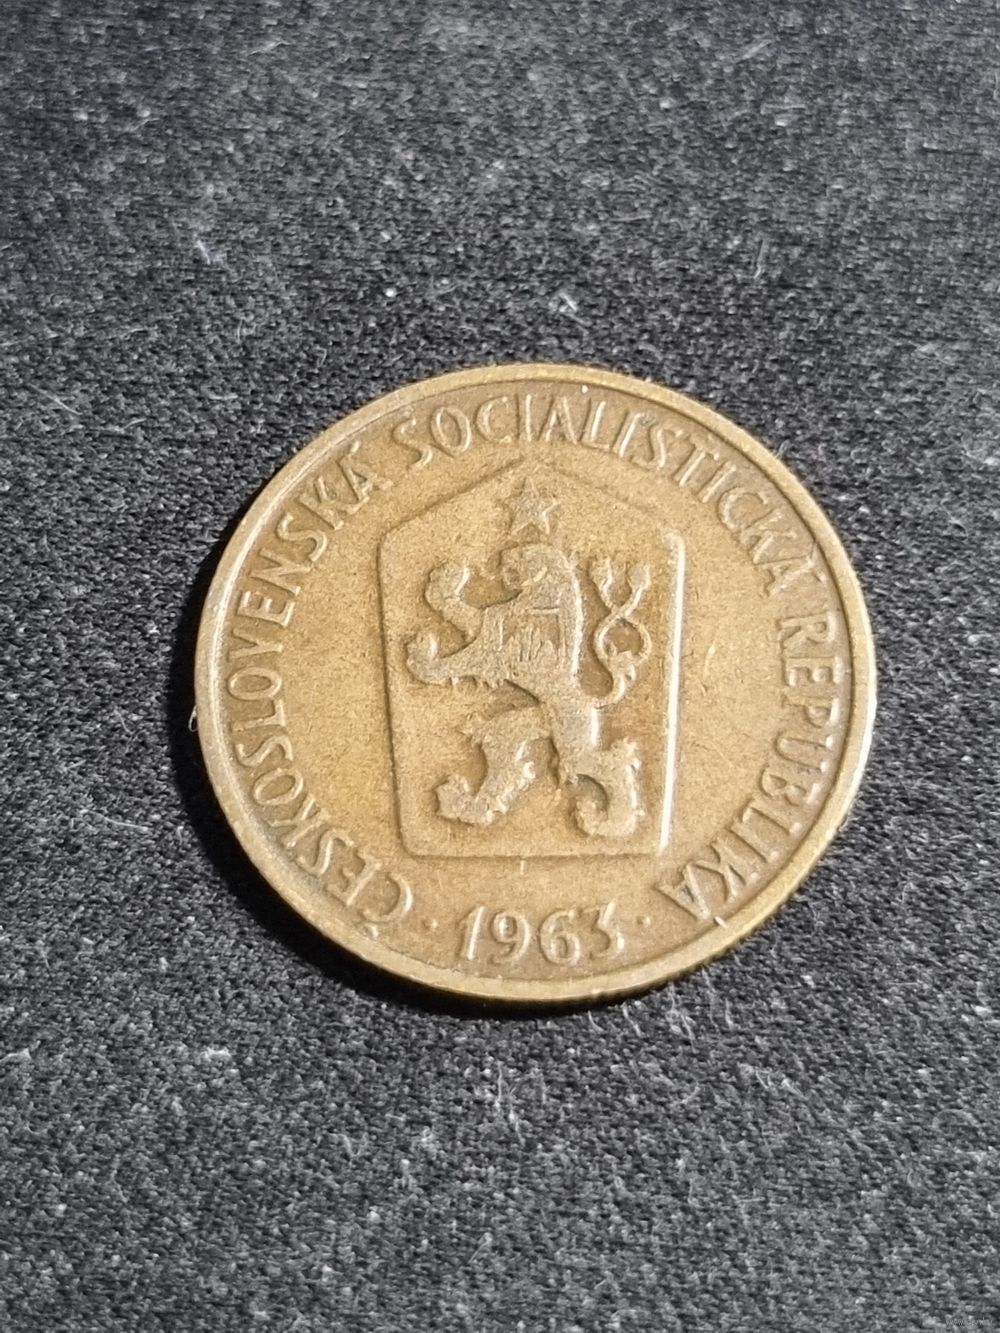 ČESKOSLOVENSKÁ SOCIALISTICKÁ REPUBLIKA
· 1963 ·